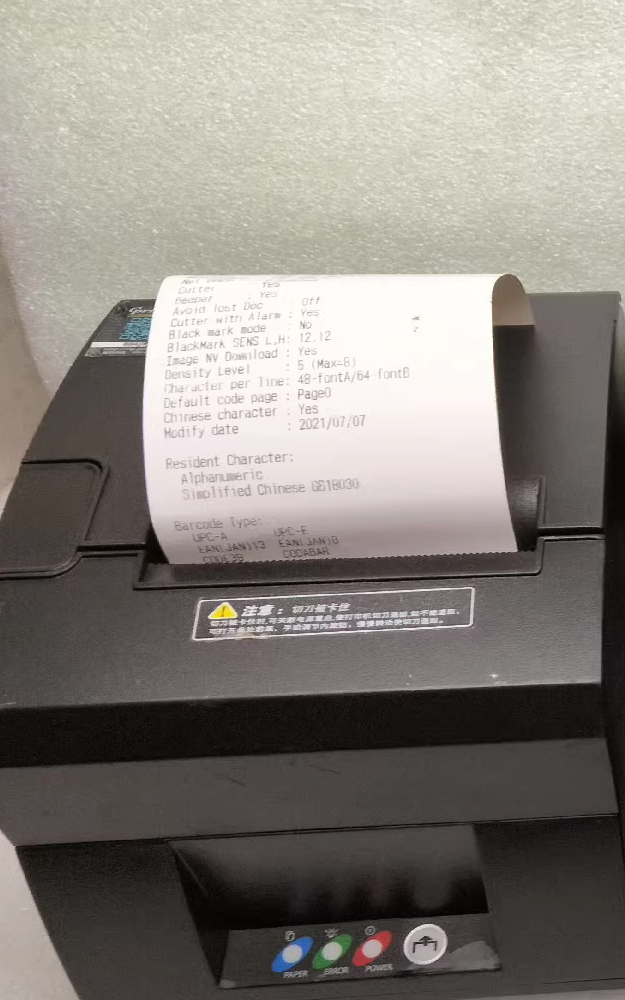 Cutter : Yes
Beeper : Yes
Avoid lost Doc : Off
Cutter with Alarm : Yes
Black mark mode : No
BlackMark SENS L,H: 12.12
Image NV Download : Yes
Density Level : 5 (Max=6)
Character per line: 48-fontA/64-fontB
Default code page : Page0
Chinese character : Yes
Modify date : 2021/07/07
Resident Character:
Alphanumeric
Simplified Chinese GB18030
Barcode Type:
UPC-A UPC-E
EAN(JAN)13 EAN(JAN)8
CODE39 CODABAR
注意：切刀被卡住
PAPER ERROR POWER